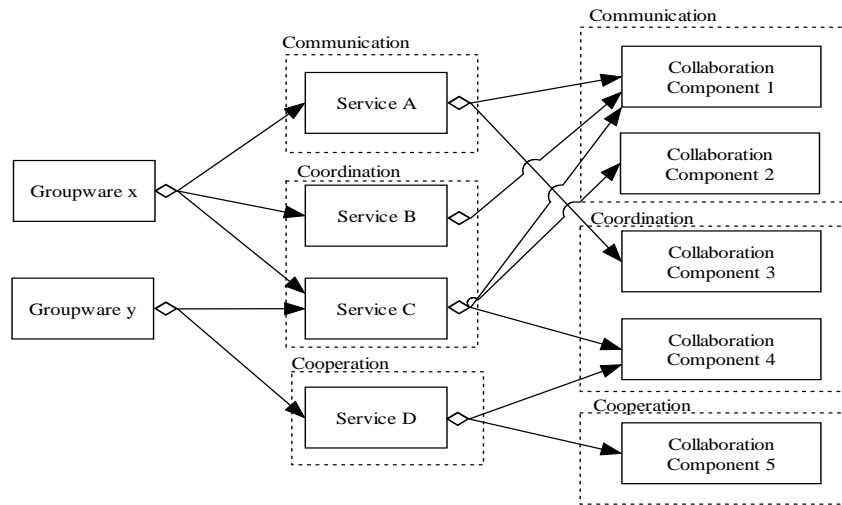 Communication
Service A
Coordination
Service B
Service C
Cooperation
Service D
Groupware x
Groupware y
Communication
Collaboration
Component 1
Collaboration
Component 2
Coordination
Collaboration
Component 3
Collaboration
Component 4
Cooperation
Collaboration
Component 5